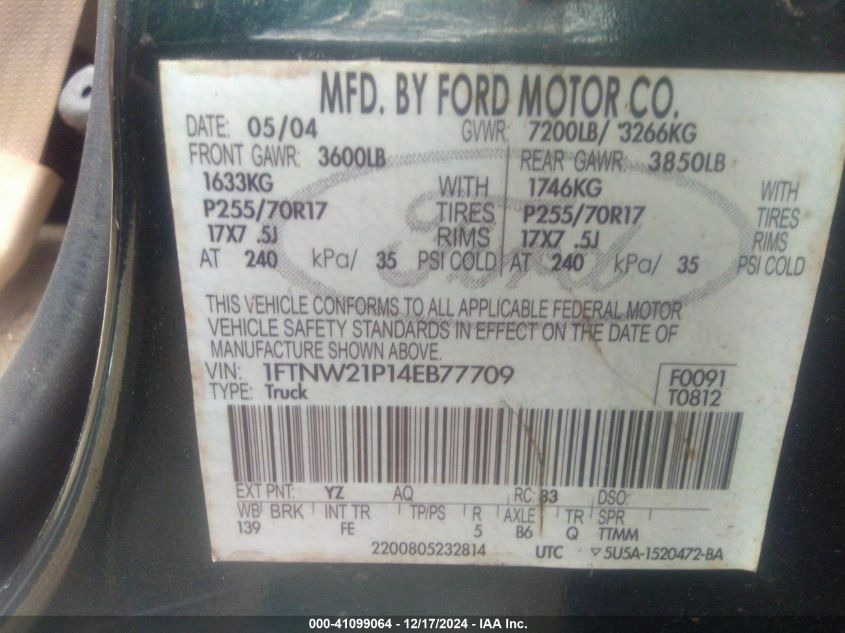 MFD. BY FORD MOTOR CO.
DATE: 05/04 GVWR: 7200LB/ 3266KG
FRONT GAWR: 3600LB REAR GAWR: 3850LB
1633KG WITH 1746KG WITH
P255/70R17 TIRES P255/70R17 TIRES
17X7 .5J RIMS 17X7 .5J RIMS
AT 240 kPa/ 35 PSI COLD AT 240 kPa/ 35 PSI COLD
Ford
THIS VEHICLE CONFORMS TO ALL APPLICABLE FEDERAL MOTOR
VEHICLE SAFETY STANDARDS IN EFFECT ON THE DATE OF
MANUFACTURE SHOWN ABOVE.
VIN: 1FTNW21P14EB77709 F0091
TYPE: Truck T0812
EXT PNT: YZ AQ RC: 83 DSO:
WB BRK INT TR TP/PS R AXLE TR SPR
139 FE 5 B6 Q TTMM
2200805232814 UTC ▽5U5A-1520472-BA
000-41099064 - 12/17/2024 - IAA Inc.